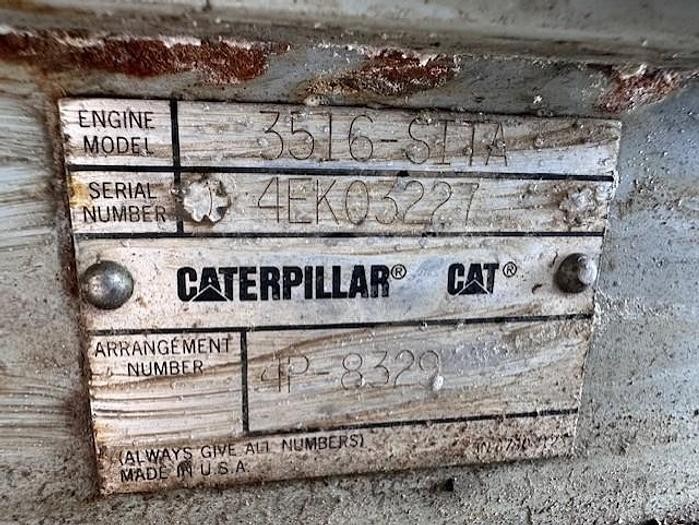 ENGINE MODEL 3516-SITA
SERIAL NUMBER 4EK03227
CATERPILLAR® CAT®
ARRANGEMENT NUMBER 4P-8329
(ALWAYS GIVE ALL NUMBERS)
MADE IN U.S.A.